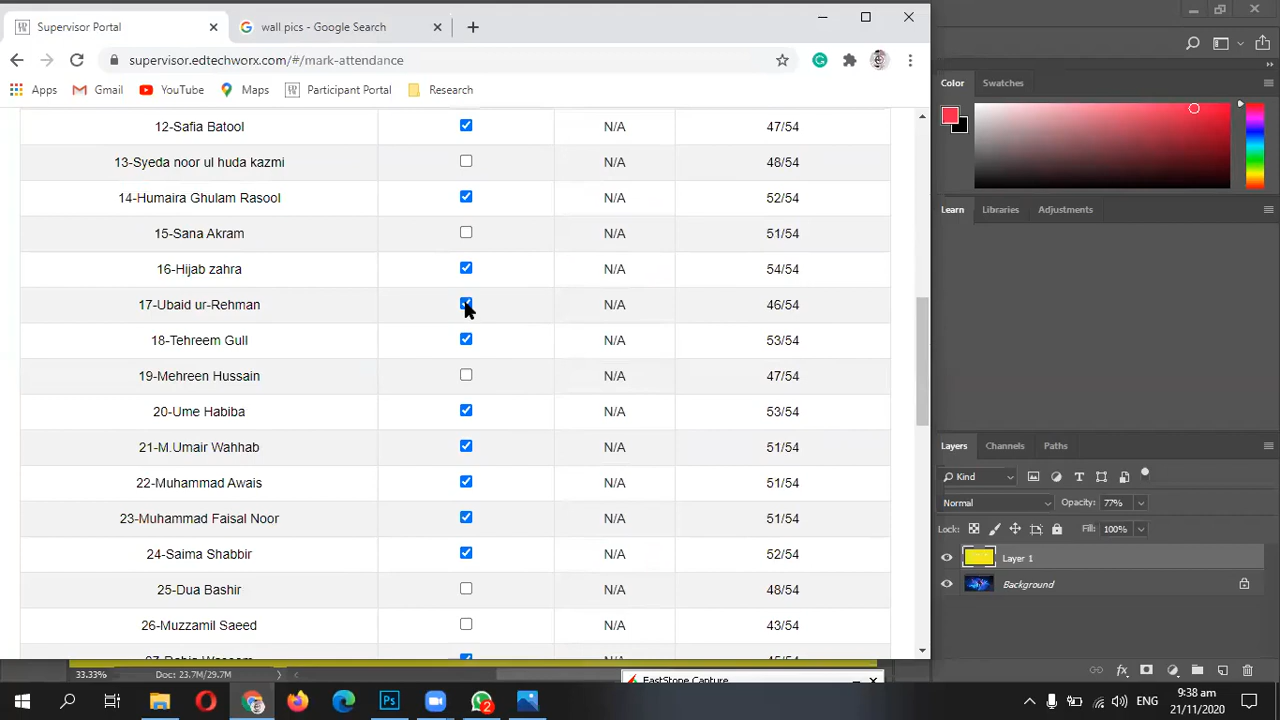 Supervisor Portal
wall pics - Google Search
supervisor.edtechworx.com/#/mark-attendance
Apps Gmail YouTube Maps Participant Portal Research
12-Safia Batool N/A 47/54
13-Syeda noor ul huda kazmi N/A 48/54
14-Humaira Ghulam Rasool N/A 52/54
15-Sana Akram N/A 51/54
16-Hijab zahra N/A 54/54
17-Ubaid ur-Rehman N/A 46/54
18-Tehreem Gull N/A 53/54
19-Mehreen Hussain N/A 47/54
20-Ume Habiba N/A 53/54
21-M.Umair Wahhab N/A 51/54
22-Muhammad Awais N/A 51/54
23-Muhammad Faisal Noor N/A 51/54
24-Saima Shabbir N/A 52/54
25-Dua Bashir N/A 48/54
26-Muzzamil Saeed N/A 43/54
Color Swatches
Learn Libraries Adjustments
Layers Channels Paths
Kind
Normal Opacity: 77%
Lock: Fill: 100%
Layer 1
Background
33.33% Doc: 23.7M/29.7M
FastStone Capture
Ps
2
ENG
9:38 am
21/11/2020